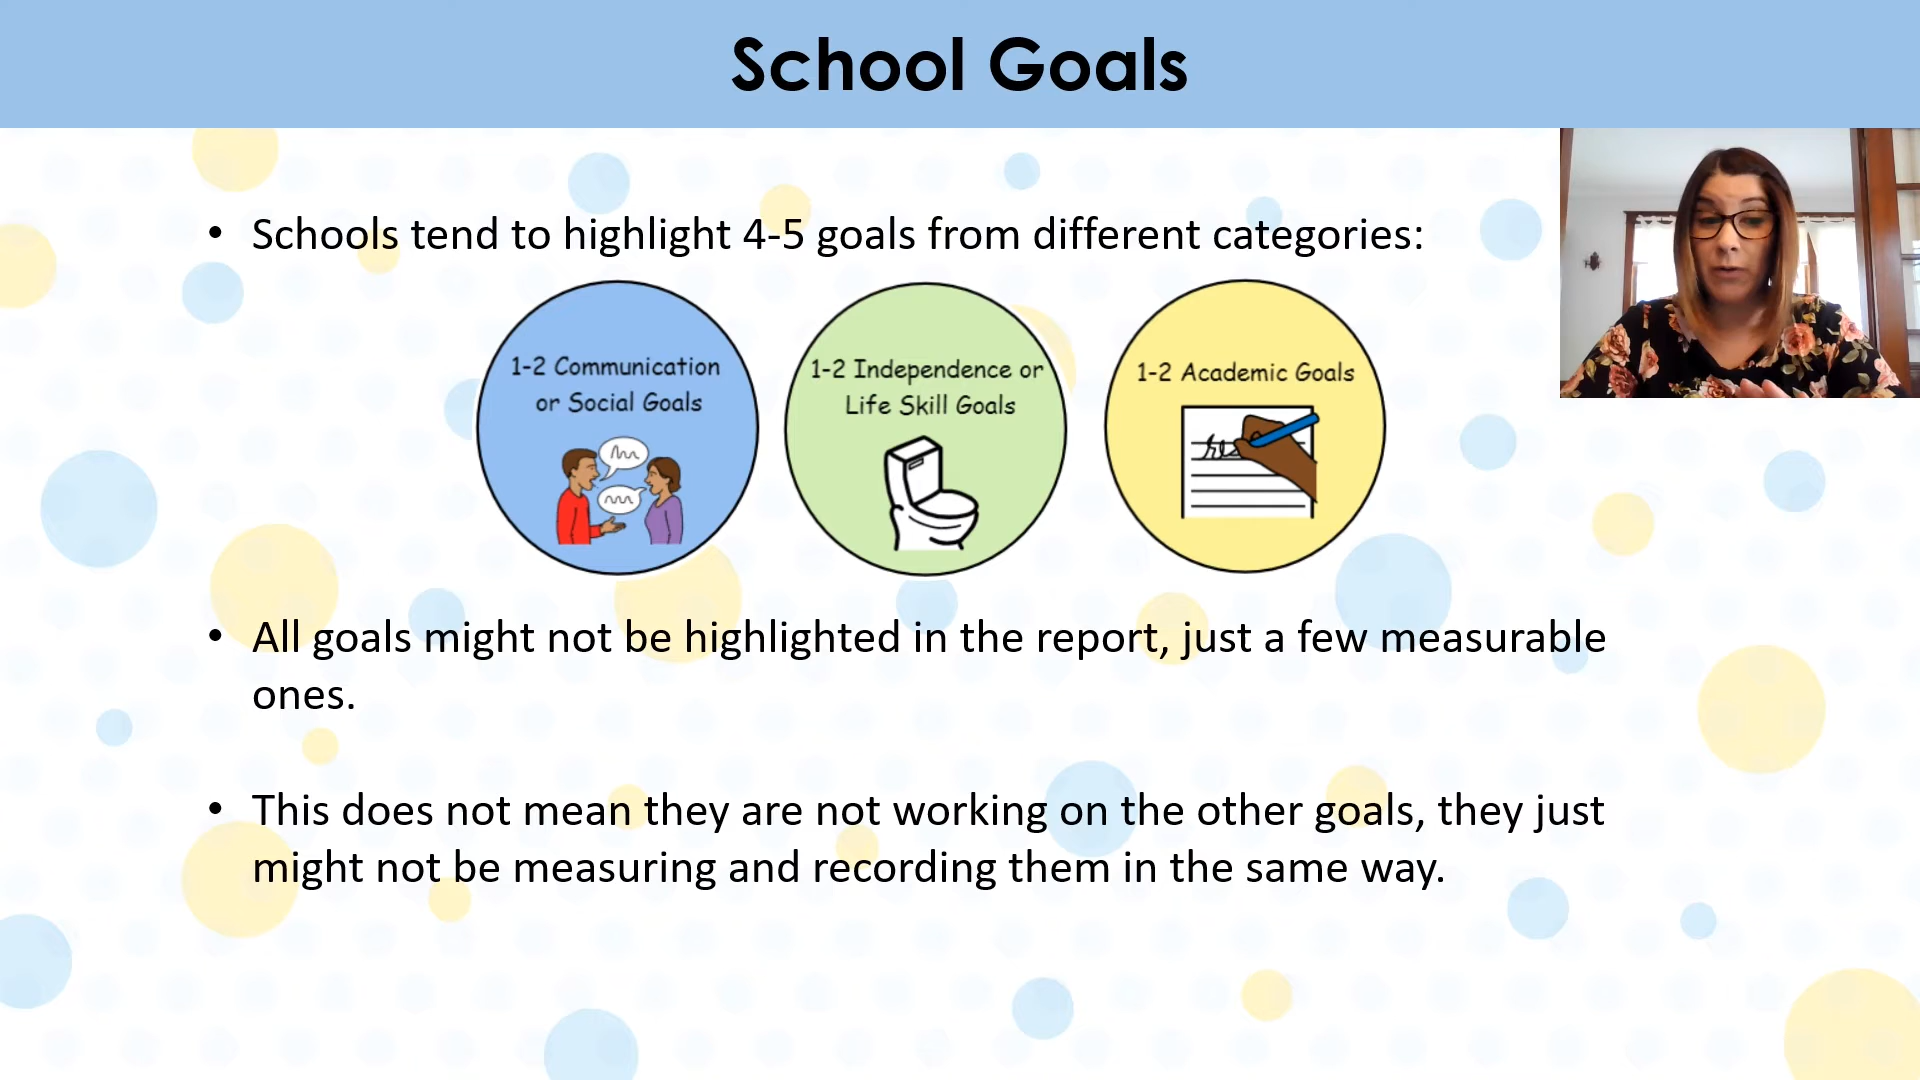 School Goals
• Schools tend to highlight 4-5 goals from different categories:
1-2 Communication
or Social Goals
1-2 Independence or
Life Skill Goals
1-2 Academic Goals
• All goals might not be highlighted in the report, just a few measurable
ones.
• This does not mean they are not working on the other goals, they just
might not be measuring and recording them in the same way.